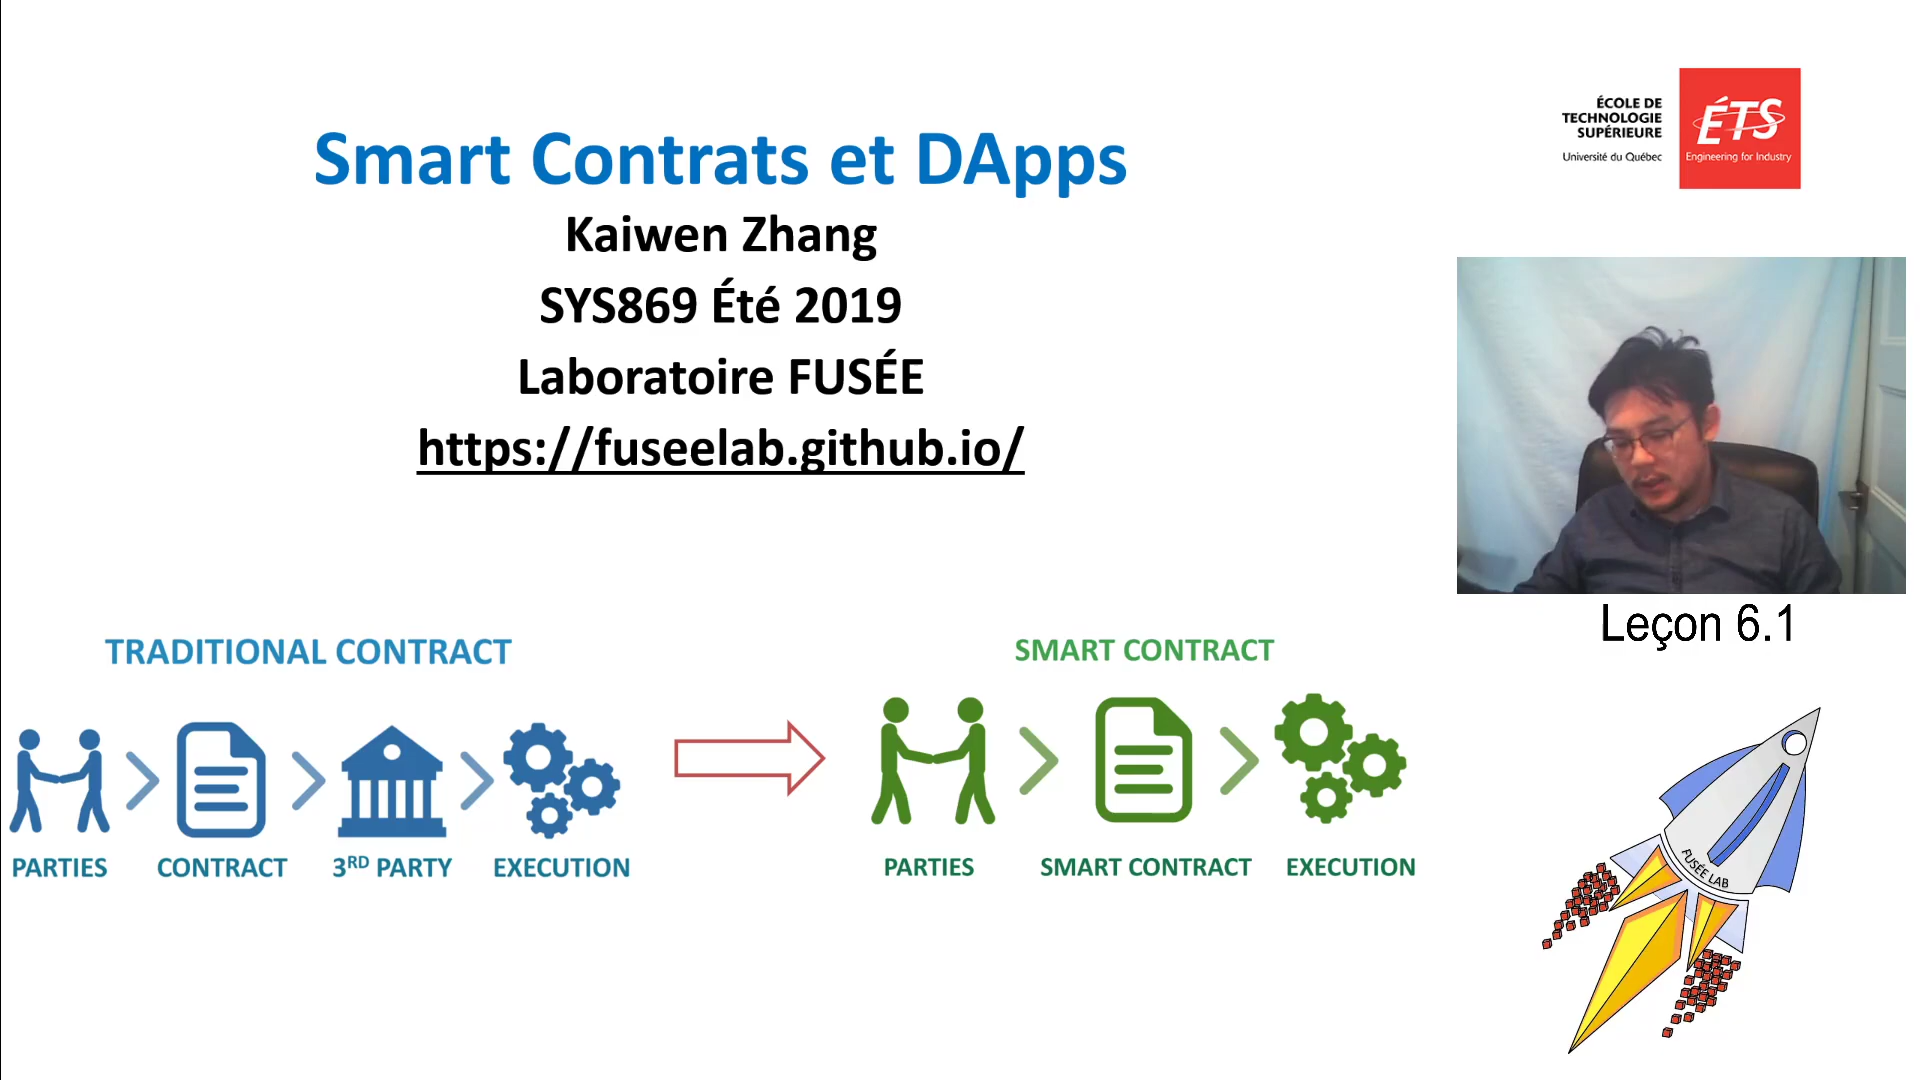 Smart Contrats et DApps
Kaiwen Zhang
SYS869 Été 2019
Laboratoire FUSÉE
https://fuseelab.github.io/
ÉCOLE DE
TECHNOLOGIE
SUPÉRIEURE
Université du Québec
ÉTS
Engineering for Industry
Leçon 6.1
TRADITIONAL CONTRACT
PARTIES
CONTRACT
3RD PARTY
EXECUTION
SMART CONTRACT
PARTIES
SMART CONTRACT
EXECUTION
FUSÉE LAB